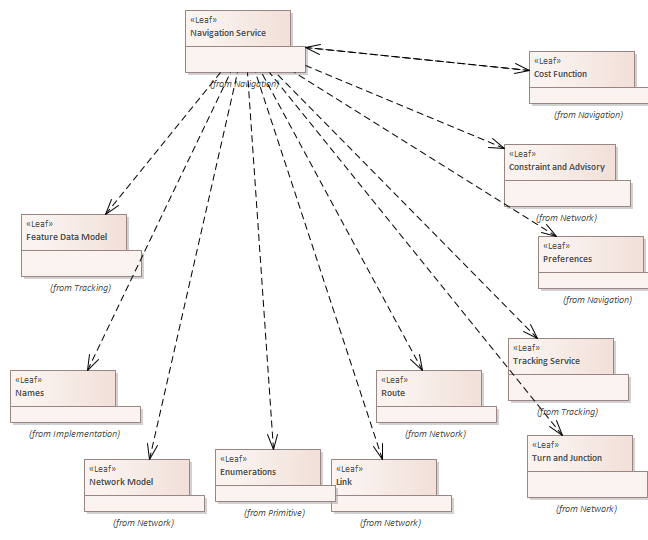 «Leaf»
Navigation Service
(from Navigation)
«Leaf»
Cost Function
(from Navigation)
«Leaf»
Constraint and Advisory
(from Network)
«Leaf»
Feature Data Model
(from Tracking)
«Leaf»
Preferences
(from Navigation)
«Leaf»
Tracking Service
(from Tracking)
«Leaf»
Names
(from Implementation)
«Leaf»
Route
(from Network)
«Leaf»
Turn and Junction
(from Network)
«Leaf»
Network Model
(from Network)
«Leaf»
Enumerations
(from Primitive)
«Leaf»
Link
(from Network)